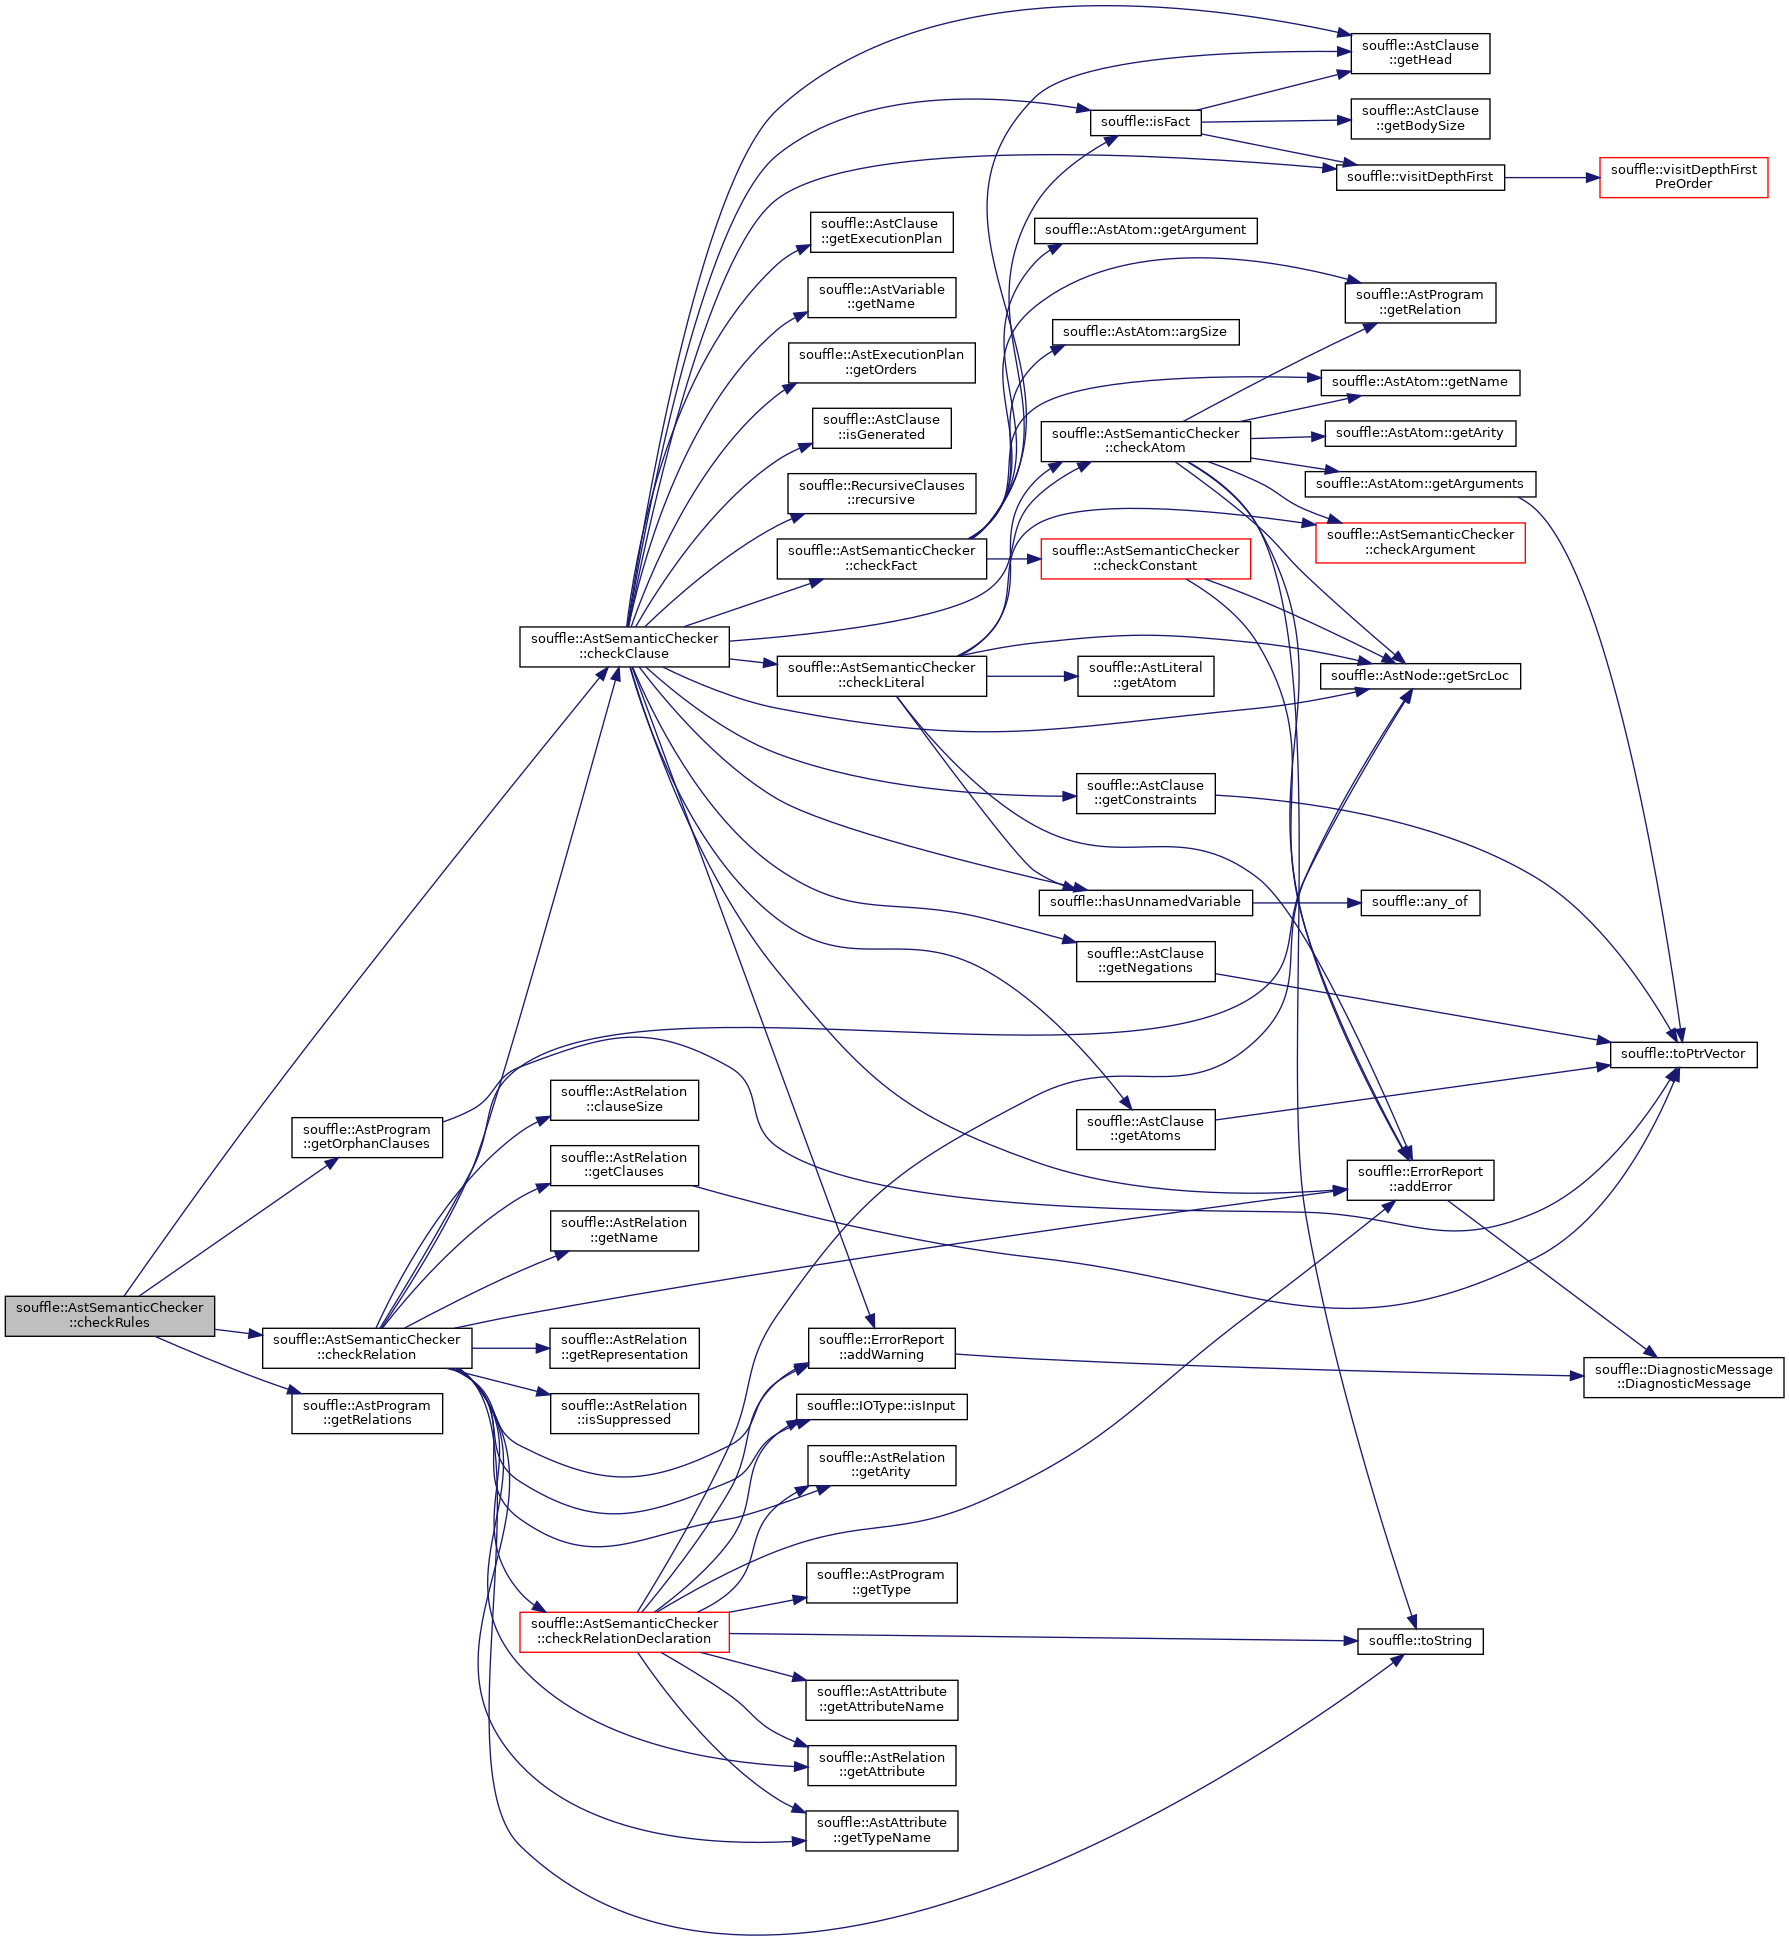 souffle::AstClause
::getHead
souffle::AstClause
::getBodySize
souffle::isFact
souffle::visitDepthFirst
souffle::visitDepthFirst
PreOrder
souffle::AstClause
::getExecutionPlan
souffle::AstAtom::getArgument
souffle::AstVariable
::getName
souffle::AstProgram
::getRelation
souffle::AstAtom::argSize
souffle::AstExecutionPlan
::getOrders
souffle::AstAtom::getName
souffle::AstClause
::isGenerated
souffle::AstSemanticChecker
::checkAtom
souffle::AstAtom::getArity
souffle::RecursiveClauses
::recursive
souffle::AstAtom::getArguments
souffle::AstSemanticChecker
::checkArgument
souffle::AstSemanticChecker
::checkFact
souffle::AstSemanticChecker
::checkConstant
souffle::AstSemanticChecker
::checkClause
souffle::AstSemanticChecker
::checkLiteral
souffle::AstLiteral
::getAtom
souffle::AstNode::getSrcLoc
souffle::AstClause
::getConstraints
souffle::hasUnnamedVariable
souffle::any_of
souffle::AstClause
::getNegations
souffle::toPtrVector
souffle::AstRelation
::clauseSize
souffle::AstProgram
::getOrphanClauses
souffle::AstClause
::getAtoms
souffle::AstRelation
::getClauses
souffle::ErrorReport
::addError
souffle::AstRelation
::getName
souffle::AstSemanticChecker
::checkRules
souffle::AstSemanticChecker
::checkRelation
souffle::AstRelation
::getRepresentation
souffle::ErrorReport
::addWarning
souffle::DiagnosticMessage
::DiagnosticMessage
souffle::AstProgram
::getRelations
souffle::AstRelation
::isSuppressed
souffle::IOType::isInput
souffle::AstRelation
::getArity
souffle::AstProgram
::getType
souffle::AstSemanticChecker
::checkRelationDeclaration
souffle::toString
souffle::AstAttribute
::getAttributeName
souffle::AstRelation
::getAttribute
souffle::AstAttribute
::getTypeName